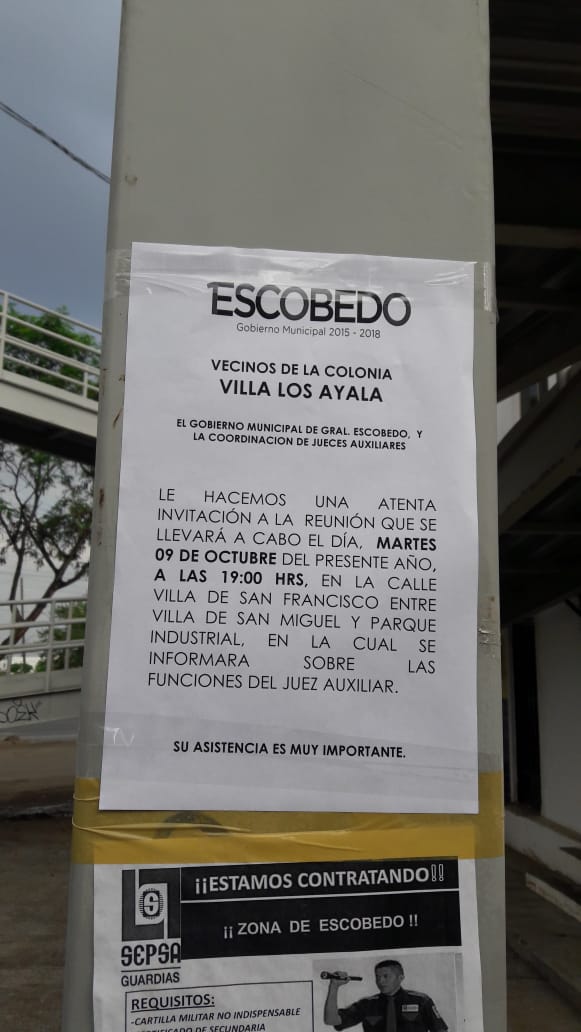 ESCOBEDO
Gobierno Municipal 2015 - 2018
VECINOS DE LA COLONIA
VILLA LOS AYALA
EL GOBIERNO MUNICIPAL DE GRAL. ESCOBEDO, Y
LA COORDINACION DE JUECES AUXILIARES
LE HACEMOS UNA ATENTA
INVITACIÓN A LA REUNIÓN QUE SE
LLEVARÁ A CABO EL DÍA, MARTES
09 DE OCTUBRE DEL PRESENTE AÑO,
A LAS 19:00 HRS, EN LA CALLE
VILLA DE SAN FRANCISCO ENTRE
VILLA DE SAN MIGUEL Y PARQUE
INDUSTRIAL, EN LA CUAL SE
INFORMARA SOBRE LAS
FUNCIONES DEL JUEZ AUXILIAR.
SU ASISTENCIA ES MUY IMPORTANTE.
¡¡ESTAMOS CONTRATANDO!!
¡¡ ZONA DE ESCOBEDO !!
SEPSA
GUARDIAS
REQUISITOS:
-CARTILLA MILITAR NO INDISPENSABLE
-CERTIFICADO DE SECUNDARIA